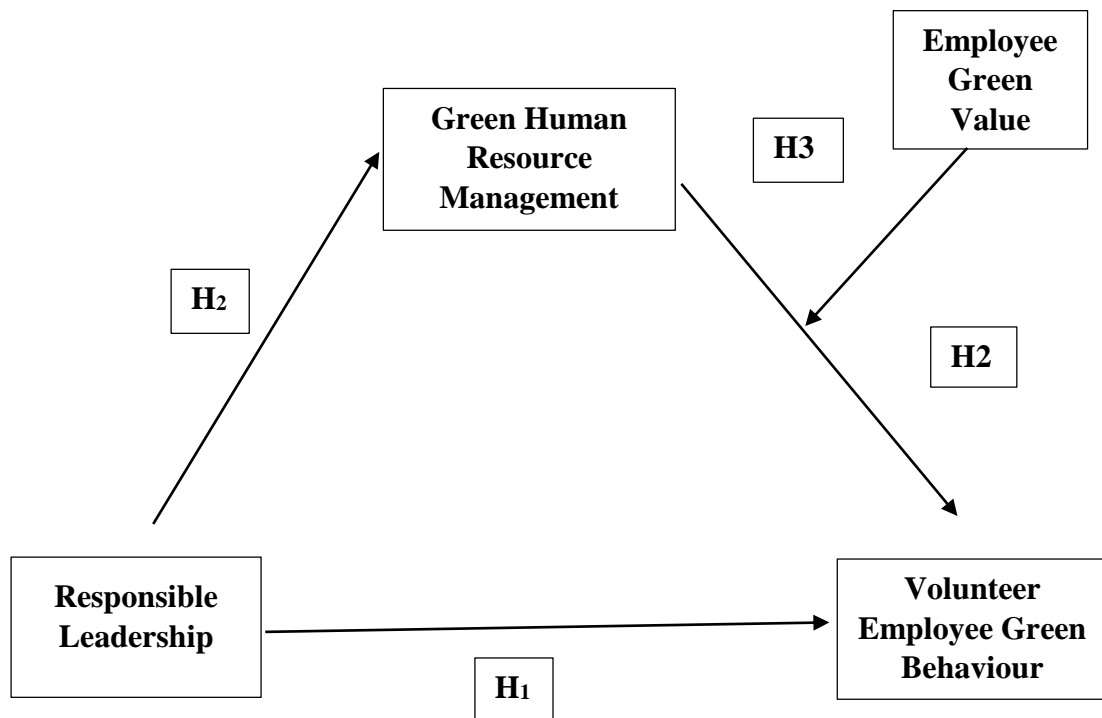 Employee
Green
Value
Green Human
Resource
Management
H3
H₂
H2
Responsible
Leadership
Volunteer
Employee Green
Behaviour
H₁